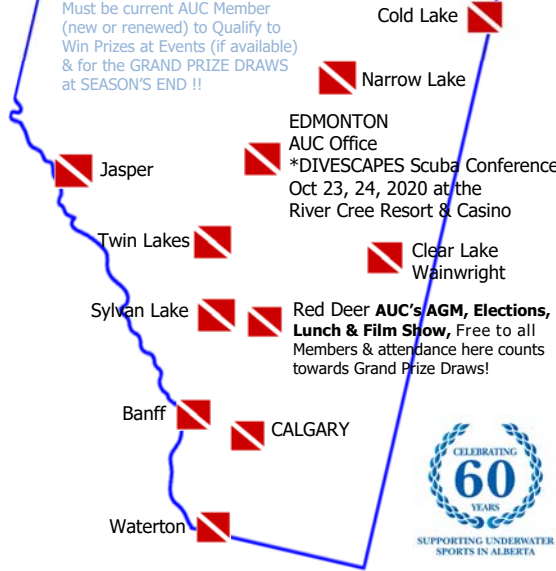 Must be current AUC Member
(new or renewed) to Qualify to
Win Prizes at Events (if available)
& for the GRAND PRIZE DRAWS
at SEASON'S END !!
Cold Lake
Narrow Lake
EDMONTON
AUC Office
*DIVESCAPES Scuba Conference
Oct 23, 24, 2020 at the
River Cree Resort & Casino
Jasper
Twin Lakes
Clear Lake
Wainwright
Sylvan Lake
Red Deer AUC's AGM, Elections,
Lunch & Film Show, Free to all
Members & attendance here counts
towards Grand Prize Draws!
Banff
CALGARY
CELEBRATING
60
YEARS
SUPPORTING UNDERWATER
SPORTS IN ALBERTA
Waterton